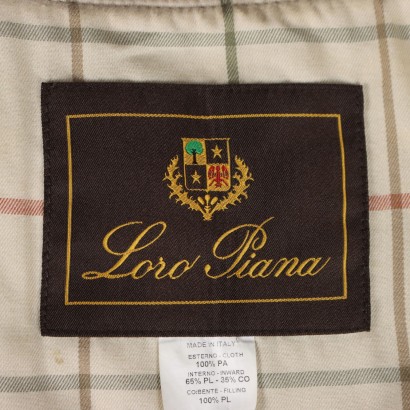 Loro Piana
MADE IN ITALY
ESTERNO - CLOTH
100% PA
INTERNO - INWARD
65% PL - 35% CO
COIBENTE - FILLING
100% PL